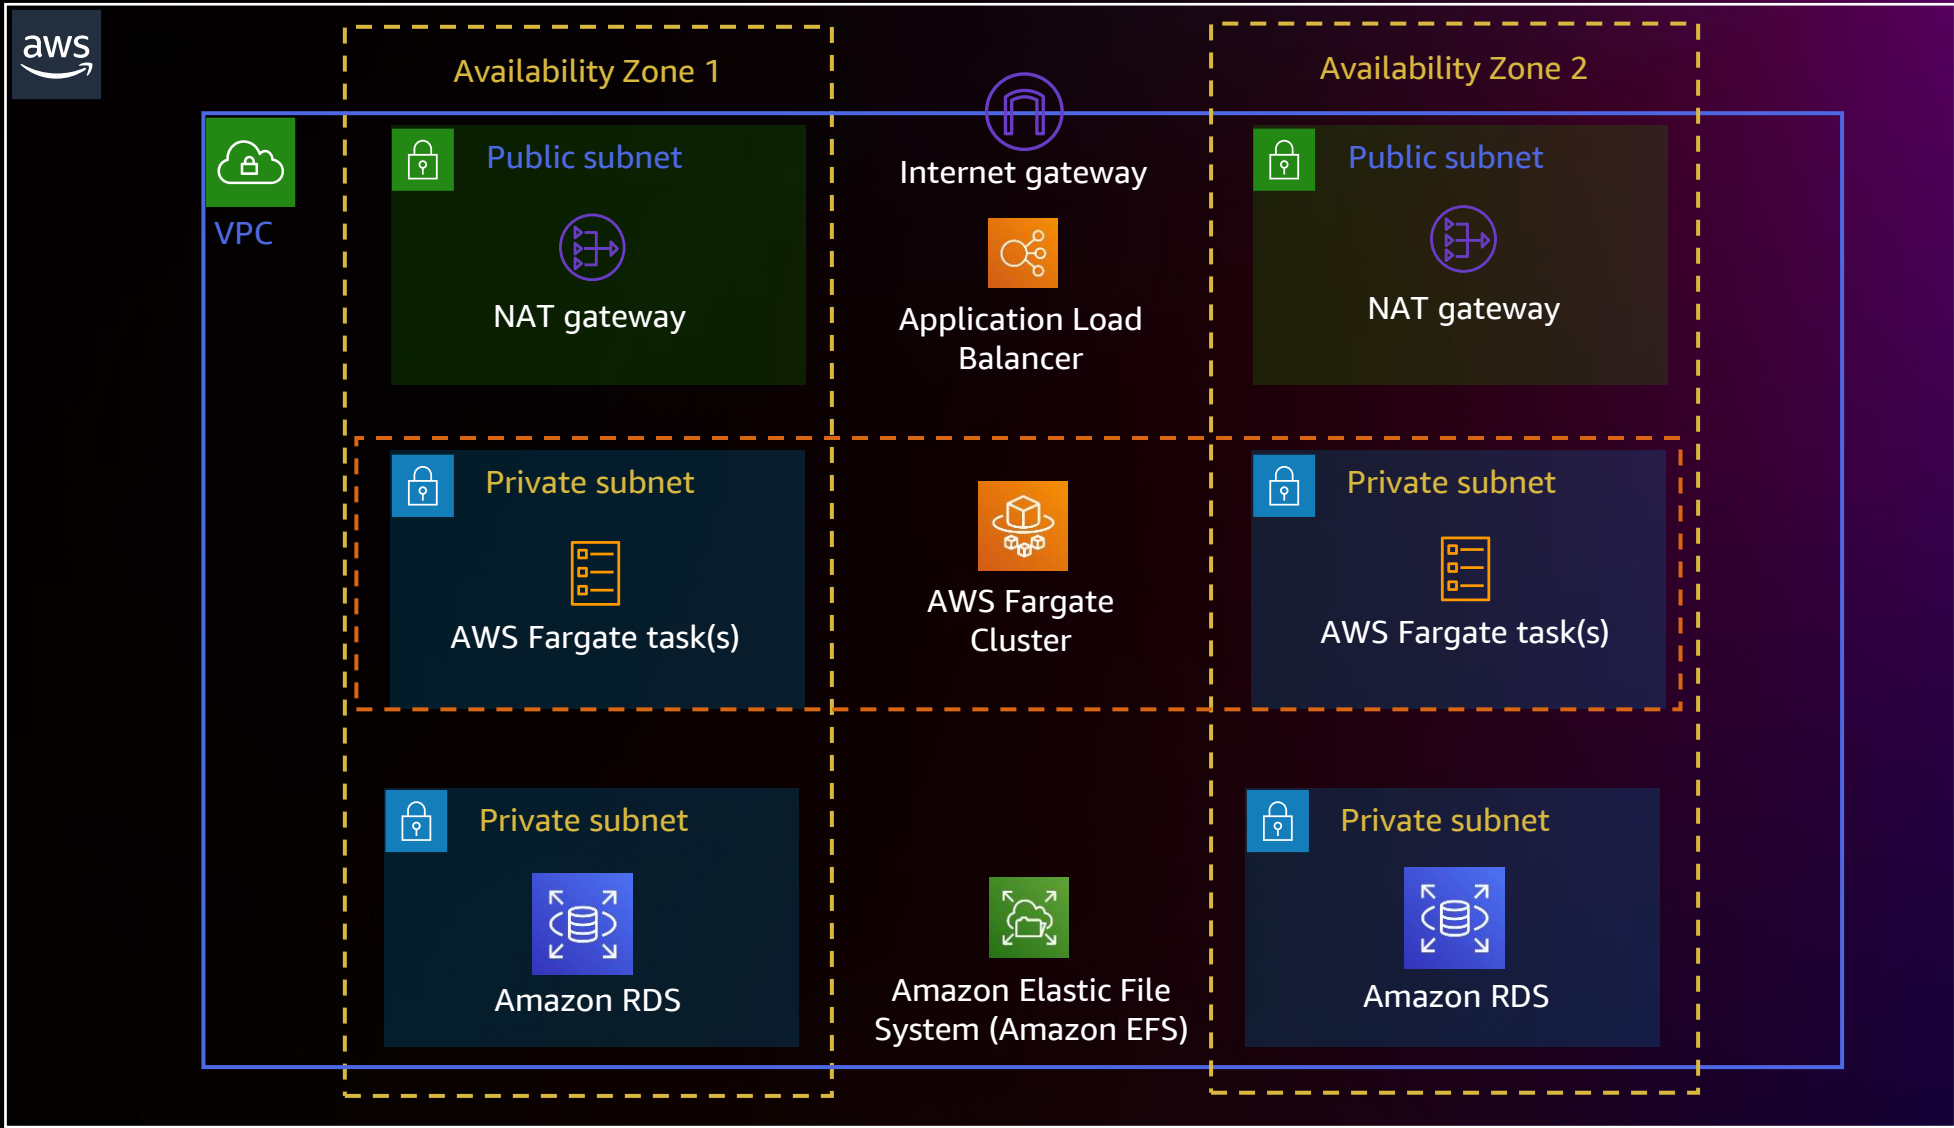 aws
Availability Zone 1
Availability Zone 2
VPC
Public subnet
NAT gateway
Internet gateway
Application Load
Balancer
Public subnet
NAT gateway
Private subnet
AWS Fargate task(s)
AWS Fargate
Cluster
Private subnet
AWS Fargate task(s)
Private subnet
Amazon RDS
Amazon Elastic File
System (Amazon EFS)
Private subnet
Amazon RDS